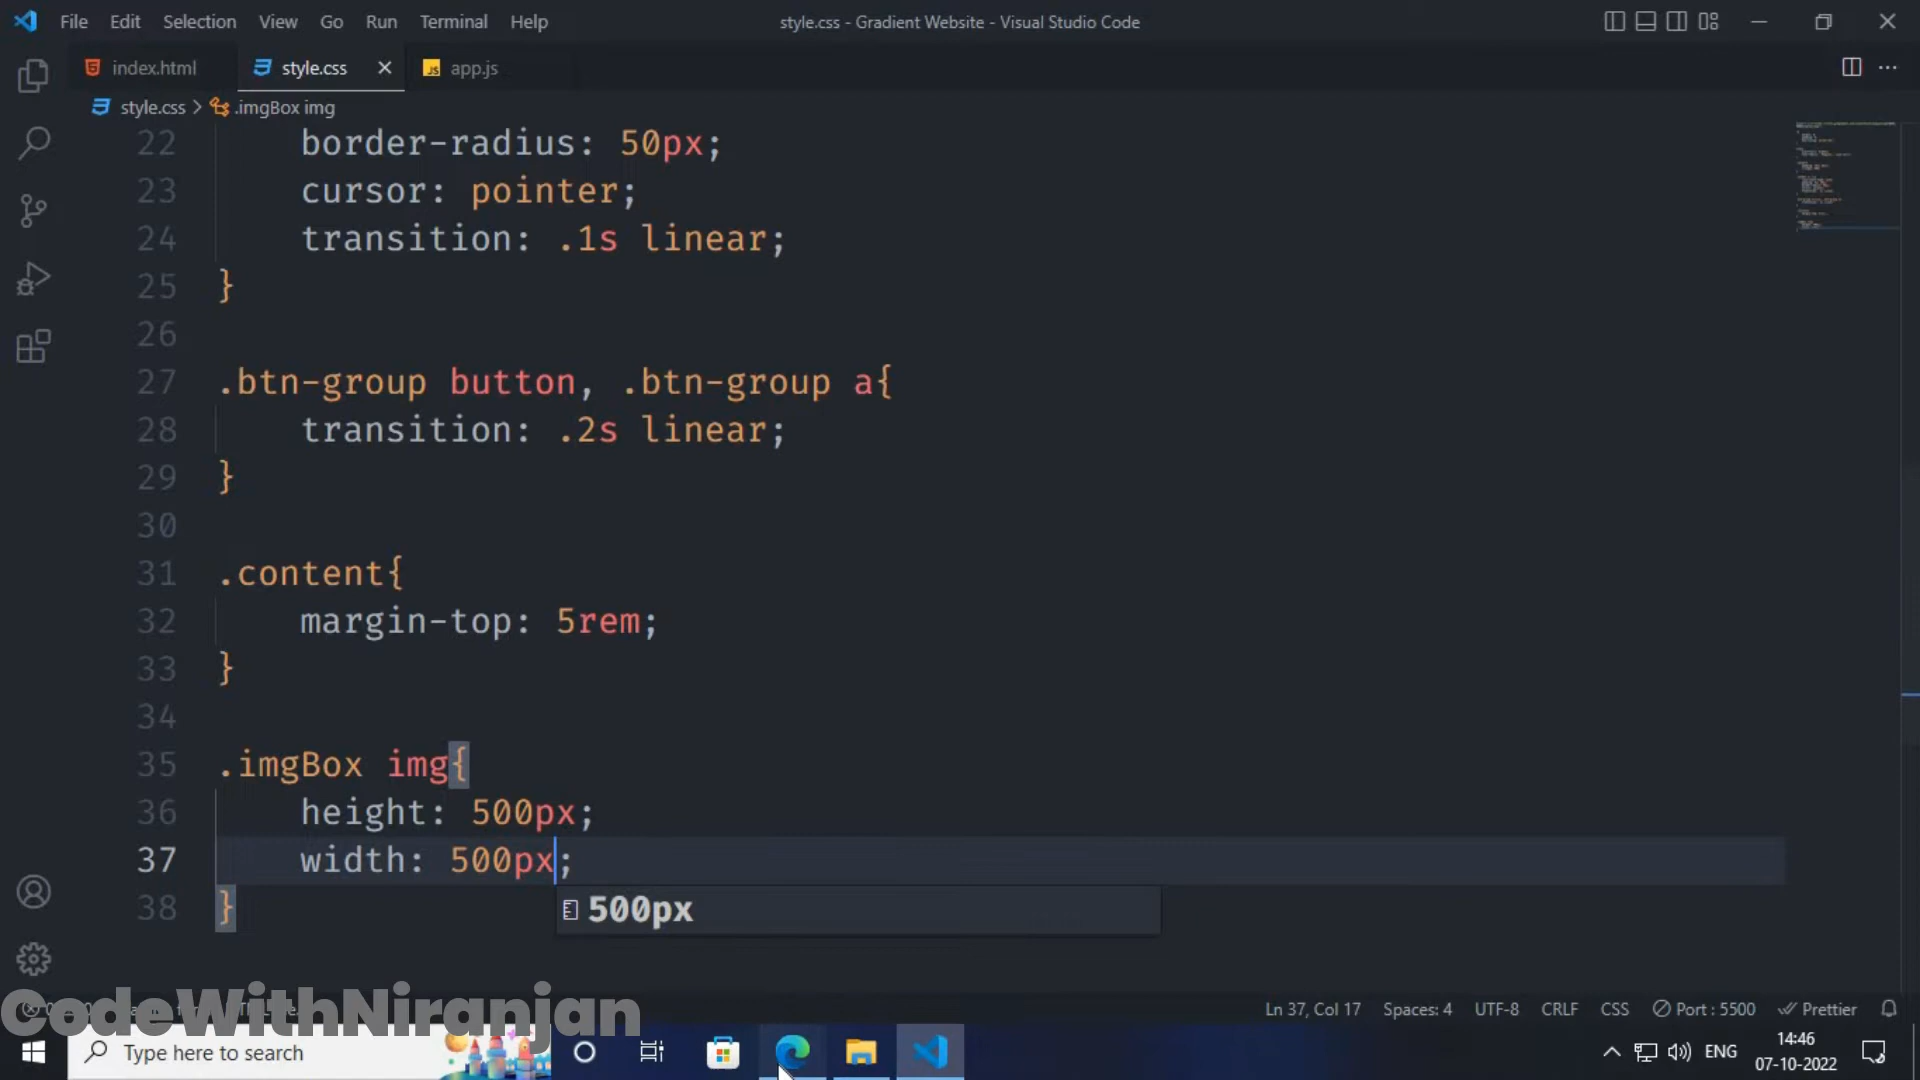 File Edit Selection View Go Run Terminal Help style.css - Gradient Website - Visual Studio Code
index.html style.css JS app.js
style.css > .imgBox img
22 border-radius: 50px;
23 cursor: pointer;
24 transition: .1s linear;
25 }
26
27 .btn-group button, .btn-group a{
28 transition: .2s linear;
29 }
30
31 .content{
32 margin-top: 5rem;
33 }
34
35 .imgBox img{
36 height: 500px;
37 width: 500px;
38 }
500px
CodeWithNiranjan
Ln 37, Col 17 Spaces: 4 UTF-8 CRLF CSS Port : 5500 Prettier
Type here to search
ENG
14:46
07-10-2022